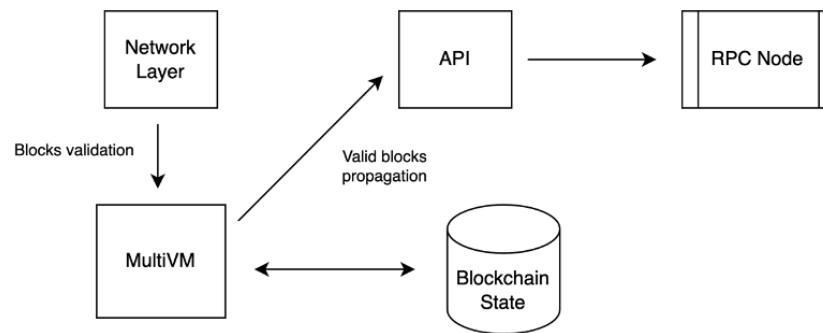 Network
Layer
API
RPC Node
Blocks validation
Valid blocks
propagation
MultiVM
Blockchain
State